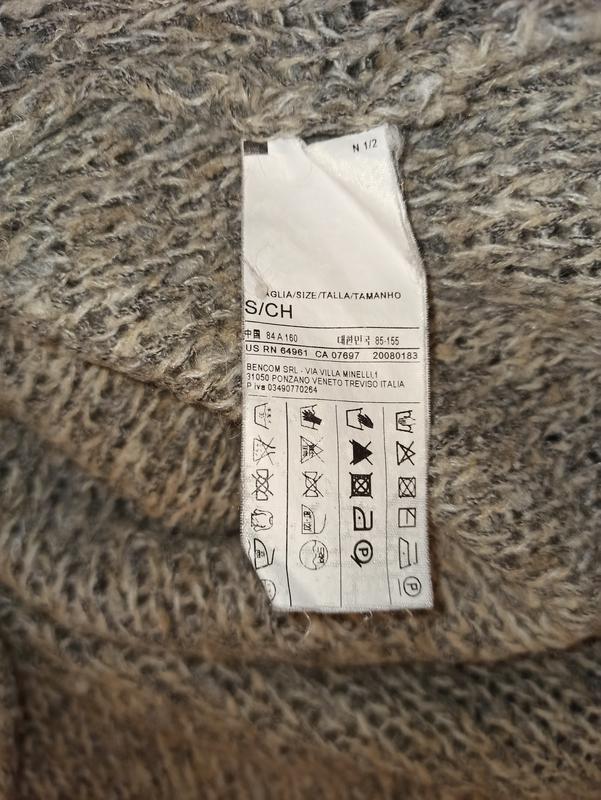 N 1/2
AGLIA/SIZE/TALLA/TAMANHO
S/CH
中国 84 A 160 대한민국 85-155
US RN 64961 CA 07697 20080183
BENCOM SRL - VIA VILLA MINELLI,1
31050 PONZANO VENETO TREVISO ITALIA
P iva 03490770264
P
P